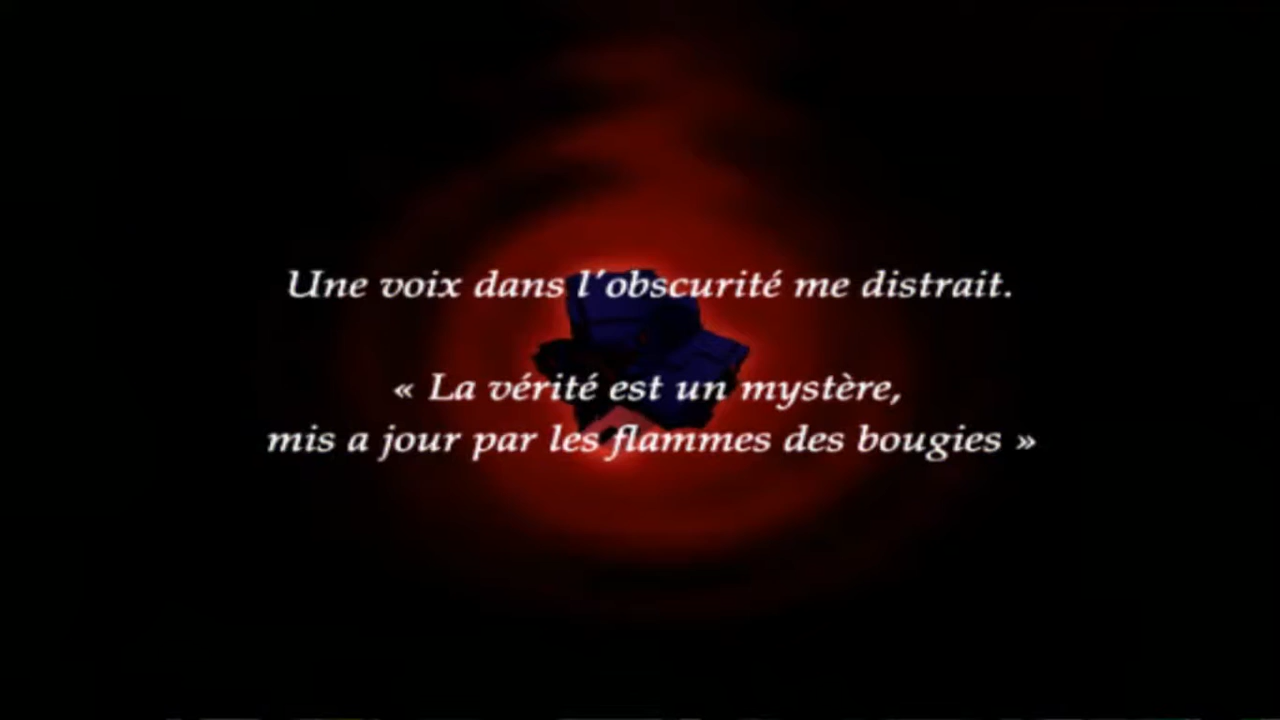 Une voix dans l'obscurité me distrait.
« La vérité est un mystère,
mis a jour par les flammes des bougies »